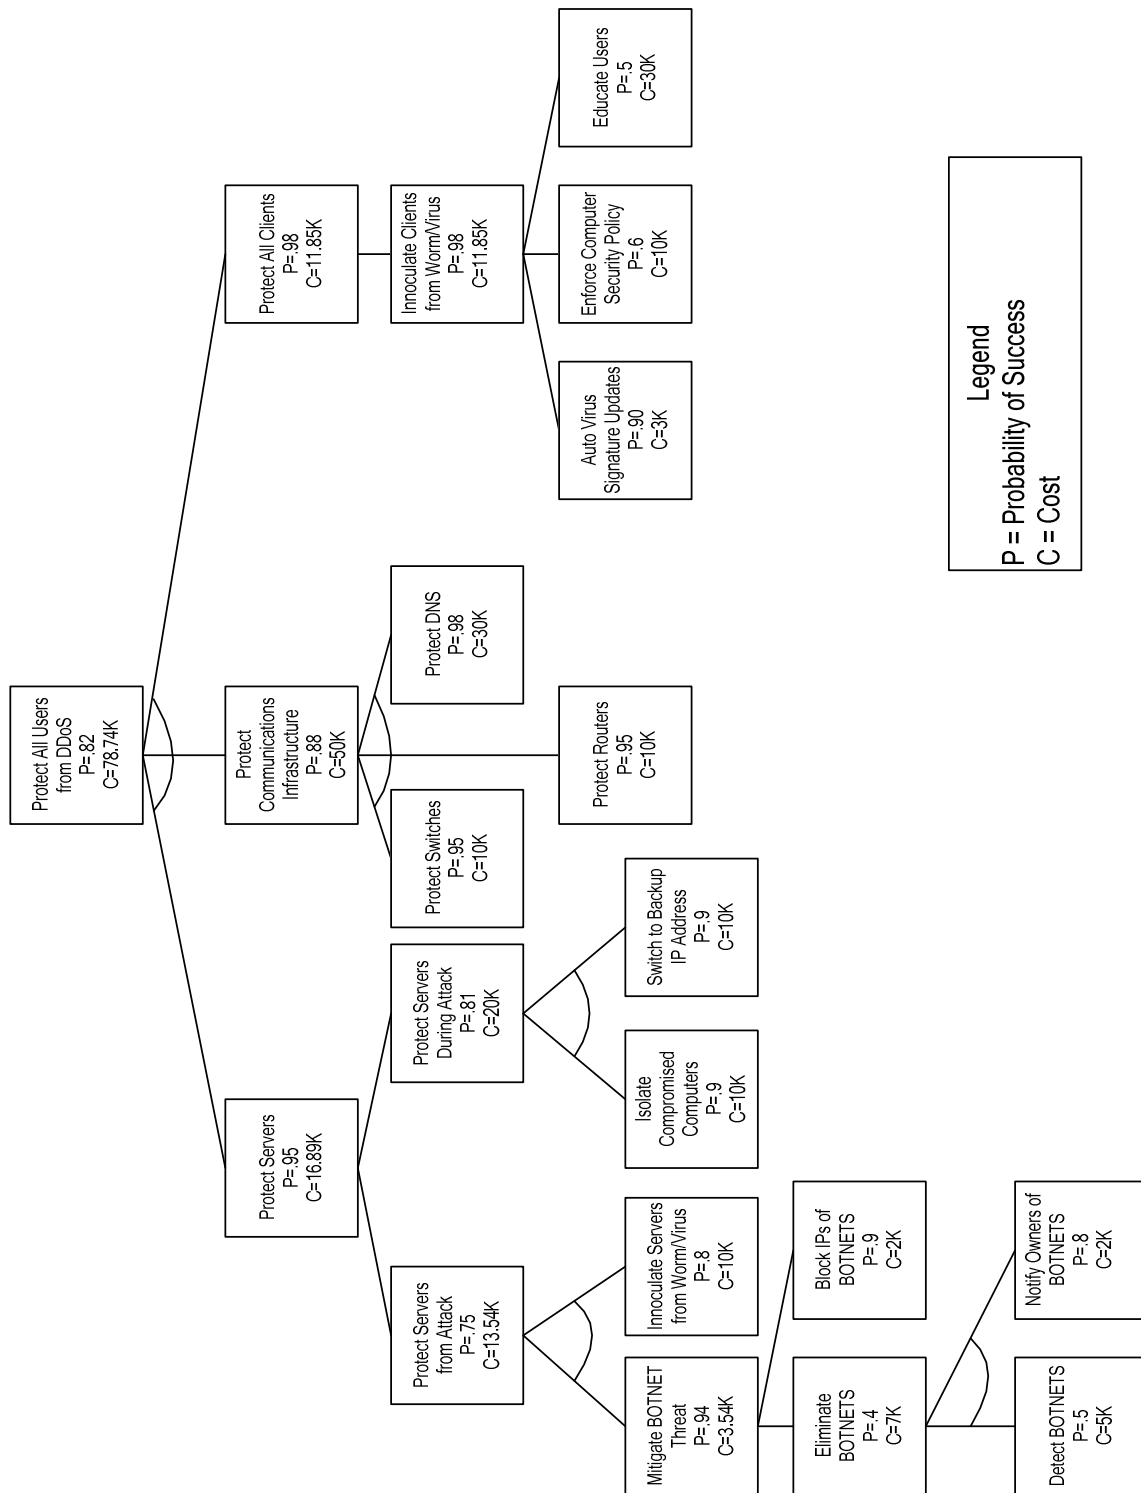 Protect All Users
from DDoS
P=.82
C=78.74K
Protect Servers
P=.95
C=16.89K
Protect
Communications
Infrastructure
P=.88
C=50K
Protect All Clients
P=.98
C=11.85K
Protect Servers
from Attack
P=.75
C=13.54K
Protect Servers
During Attack
P=.81
C=20K
Protect Switches
P=.95
C=10K
Protect DNS
P=.98
C=30K
Innoculate Clients
from Worm/Virus
P=.98
C=11.85K
Protect Routers
P=.95
C=10K
Auto Virus
Signature Updates
P=.90
C=3K
Enforce Computer
Security Policy
P=.6
C=10K
Educate Users
P=.5
C=30K
Mitigate BOTNET
Threat
P=.94
C=3.54K
Innoculate Servers
from Worm/Virus
P=.8
C=10K
Isolate
Compromised
Computers
P=.9
C=10K
Switch to Backup
IP Address
P=.9
C=10K
Eliminate
BOTNETS
P=.4
C=7K
Block IPs of
BOTNETS
P=.9
C=2K
Detect BOTNETS
P=.5
C=5K
Notify Owners of
BOTNETS
P=.8
C=2K
Legend
P = Probability of Success
C = Cost